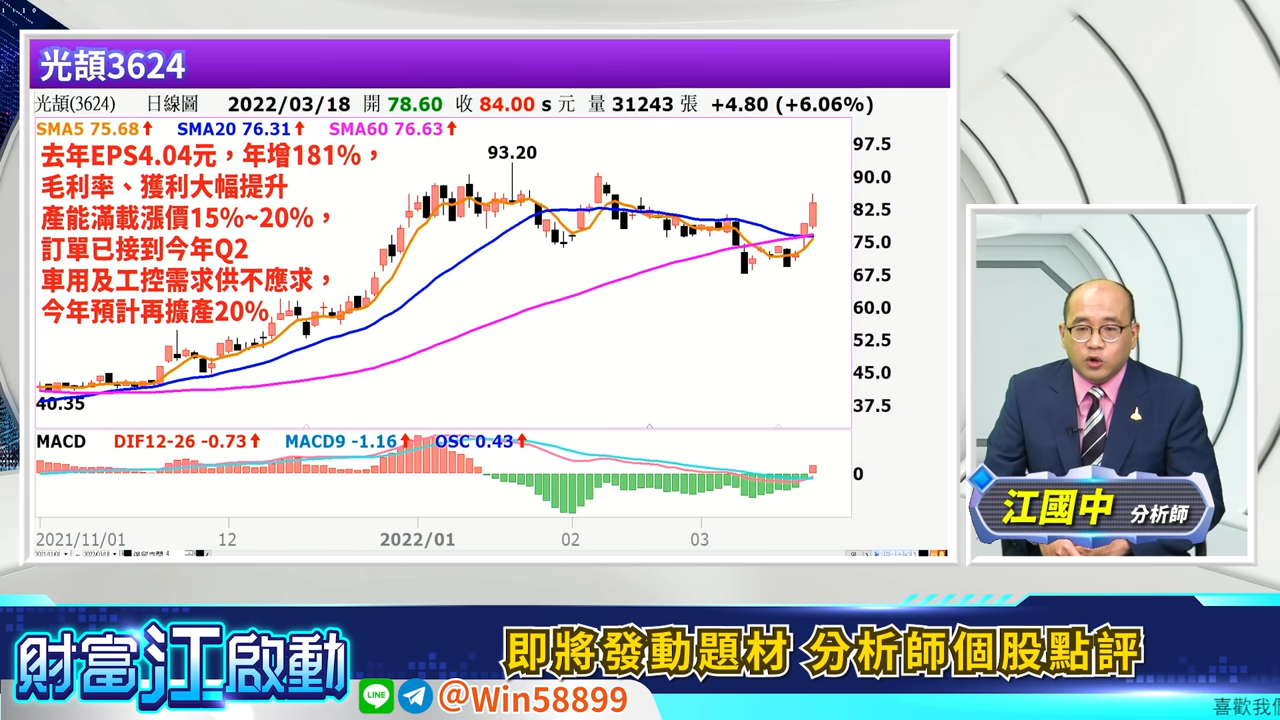 光頡3624
光頡(3624) 日線圖 2022/03/18 開 78.60 收 84.00 s 元 量 31243 張 +4.80 (+6.06%)
SMA5 75.68⬆ SMA20 76.31⬆ SMA60 76.63⬆
去年EPS4.04元，年增181%，
毛利率、獲利大幅提升
產能滿載漲價15%~20%，
訂單已接到今年Q2
車用及工控需求供不應求，
今年預計再擴產20%
93.20
40.35
97.5
90.0
82.5
75.0
67.5
60.0
52.5
45.0
37.5
MACD DIF12-26 -0.73⬆ MACD9 -1.16⬆ OSC 0.43⬆
0
2021/11/01 12 2022/01 02 03
江國中 分析師
即將發動題材 分析師個股點評
財富江啟動
LINE @Win58899
喜歡我們